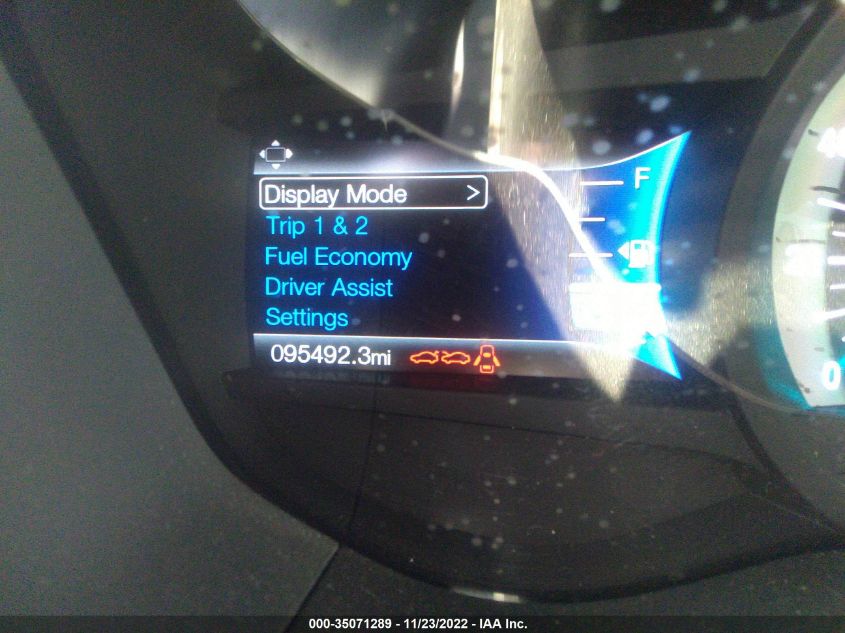 Display Mode >
Trip 1 & 2
Fuel Economy
Driver Assist
Settings
095492.3mi
F
0
000-35071289 - 11/23/2022 - IAA Inc.